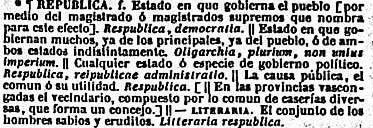 * ¶ REPUBLICA. f. Estado en que gobierna el pueblo [por
medio del magistrado ó magistrados supremos que nombra
para este efecto]. Respublica, democratia. || Estado en que go-
biernan muchos, ya de los principales, ya del pueblo, ó de am-
bos estados indistintamente. Oligarchia, plurium, non unius
imperium. || Cualquier estado ó especie de gobierno político.
Respublica, reipublicae administratio. || La causa pública, el
comun ó su utilidad. Respublica. [ || En las provincias vascon-
gadas el vecindario, compuesto por lo comun de caserías diver-
sas, que forma un concejo.] || — LITERARIA. El conjunto de los
hombres sabios y eruditos. Litteraria respublica.